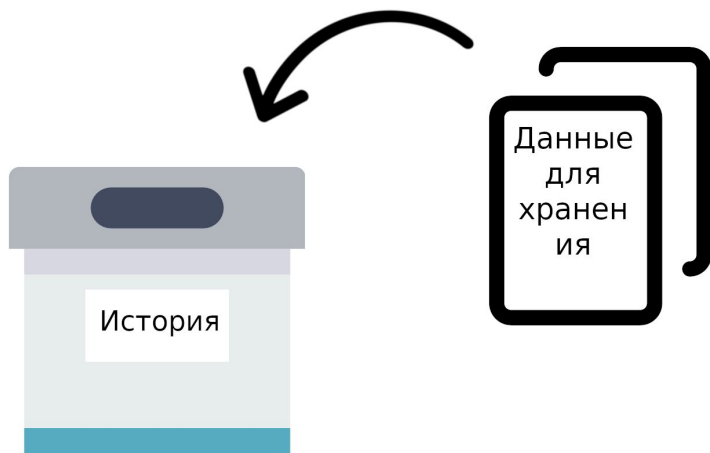 Данные
для
хранен
ия
История